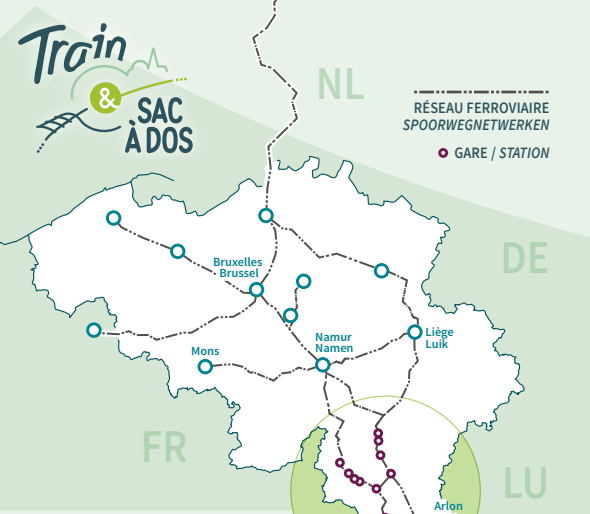 Train
&
SAC
À DOS
NL
RÉSEAU FERROVIAIRE
SPOORWEGNETWERKEN
GARE / STATION
DE
Bruxelles
Brussel
Namur
Namen
Liège
Luik
Mons
FR
LU
Arlon